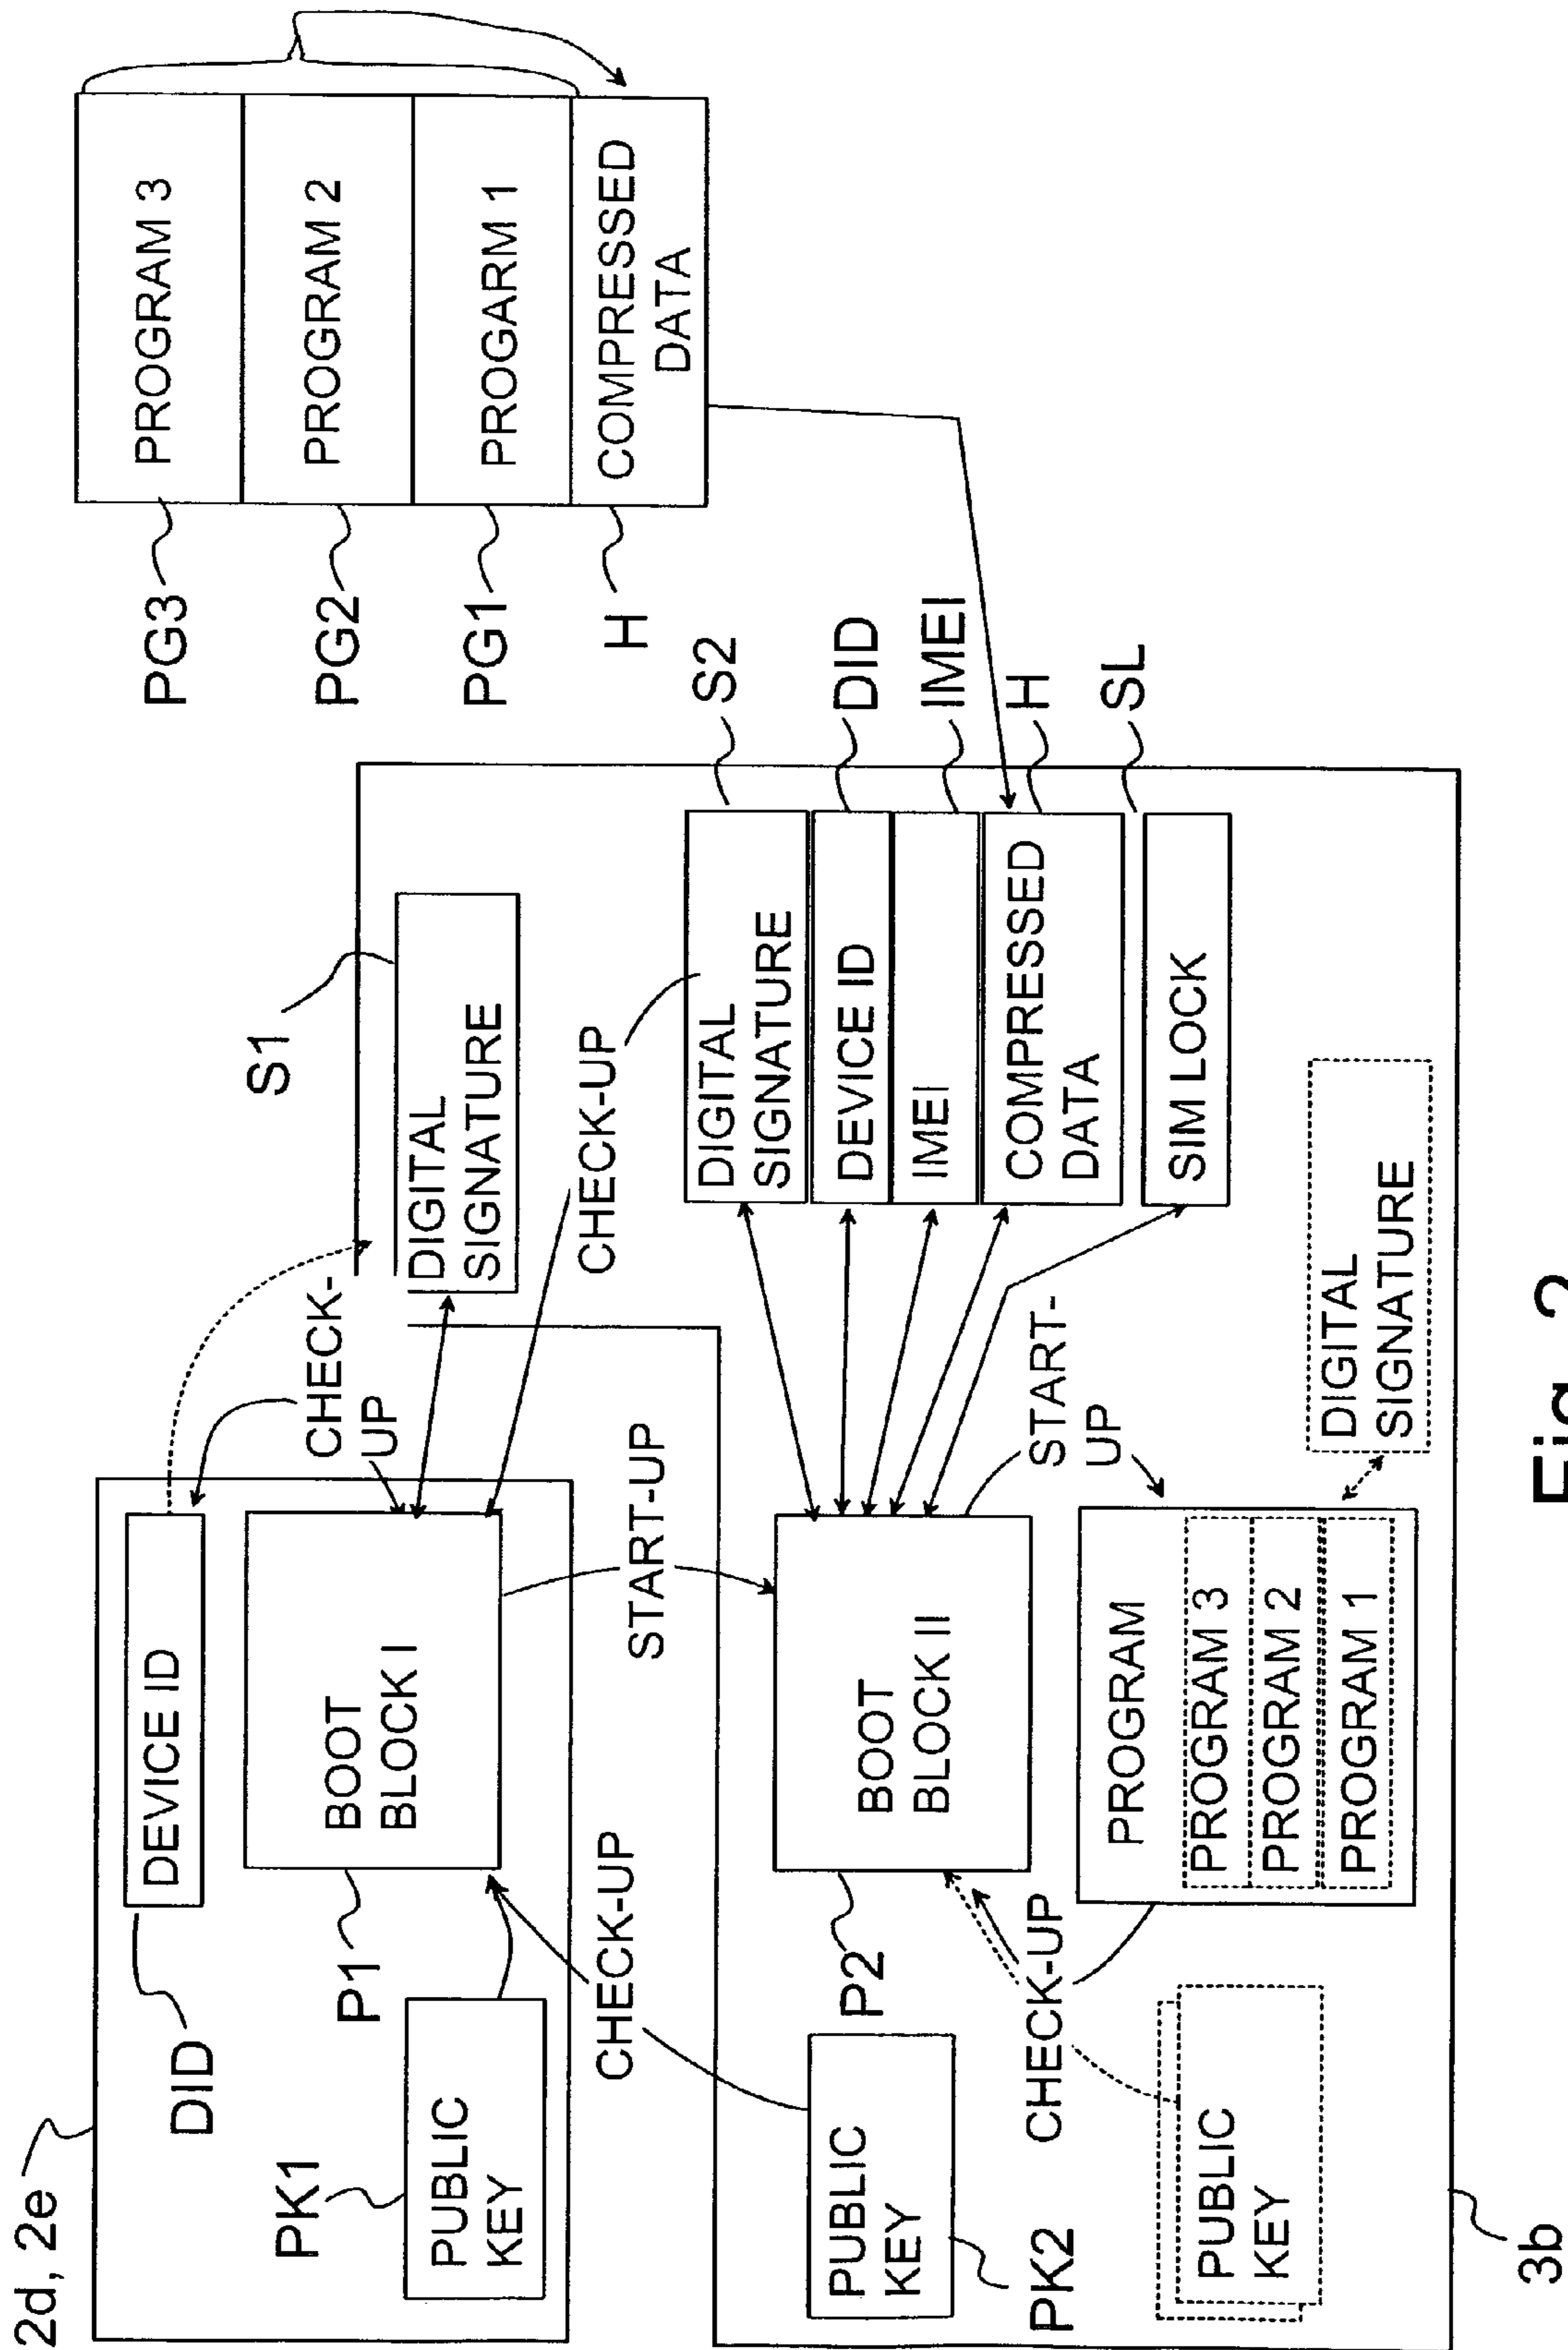 2d, 2e
DID
DEVICE ID
PK1
PUBLIC
KEY
P1
BOOT
BLOCK I
CHECK-
UP
S1
DIGITAL
SIGNATURE
CHECK-UP
START-UP
CHECK-UP
PUBLIC
KEY
PK2
P2
BOOT
BLOCK II
DIGITAL
SIGNATURE
S2
DEVICE ID
DID
IMEI
IMEI
COMPRESSED
DATA
H
SIM LOCK
SL
START-
UP
CHECK-UP
PUBLIC
KEY
PROGRAM
PROGRAM 3
PROGRAM 2
PROGRAM 1
DIGITAL
SIGNATURE
3b
PG3
PROGRAM 3
PG2
PROGRAM 2
PG1
PROGARM 1
H
COMPRESSED
DATA
Fig. 2